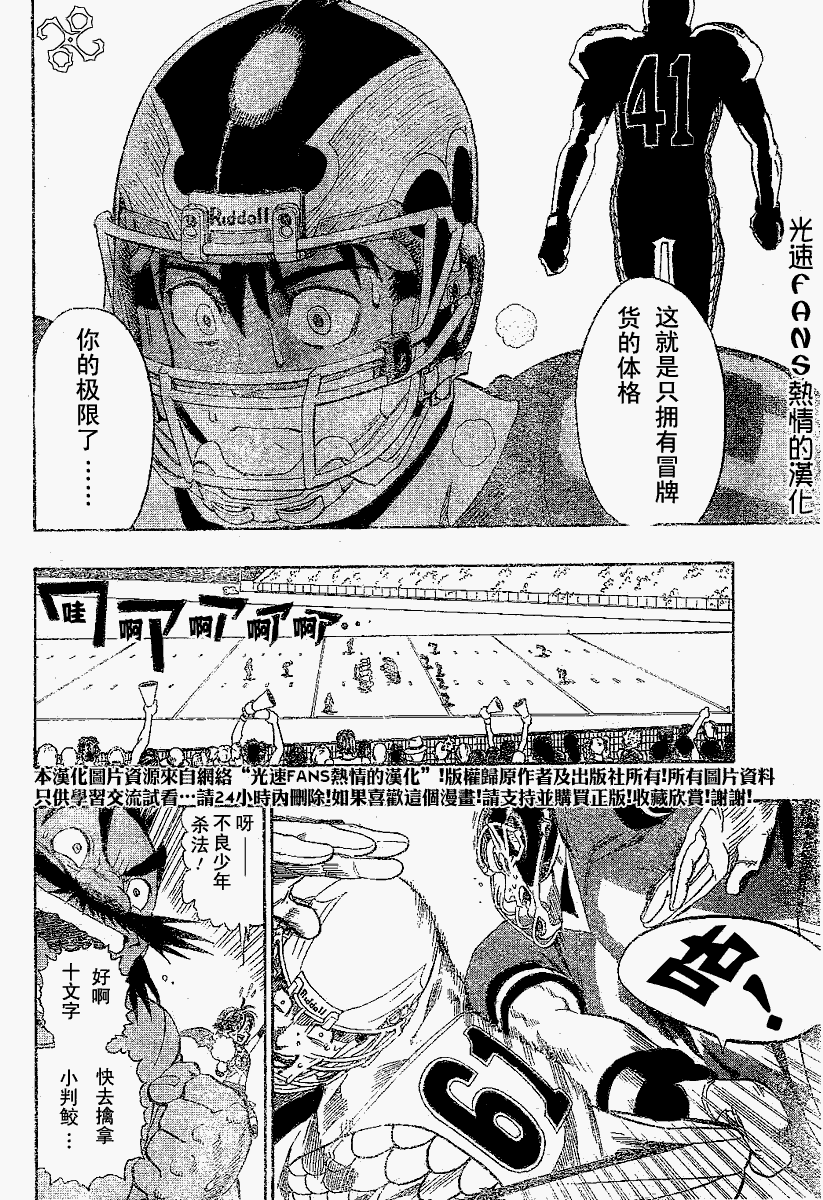 41
Riddell
这就是只拥有冒牌
货的体格
你的极限了……
光速FANS熱情的漢化
哇
啊
啊
啊
啊
本漢化圖片資源來自網絡“光速FANS熱情的漢化”!版權歸原作者及出版社所有!所有圖片資料
只供學習交流試看…請24小時內刪除!如果喜歡這個漫畫!請支持並購買正版!收藏欣賞!謝謝!
咕!
Riddell
61
呀——
不良少年
杀法!
好啊
十文字
快去擒拿
小判鲛…